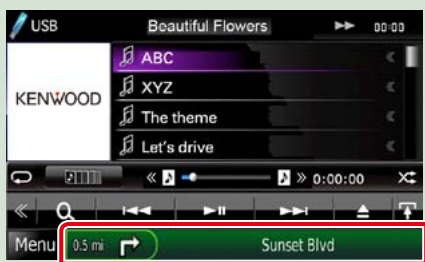 USB Beautiful Flowers 00:00
ABC
XYZ
KENWOOD
The theme
Let's drive
0:00:00
Menu 0.5 mi Sunset Blvd